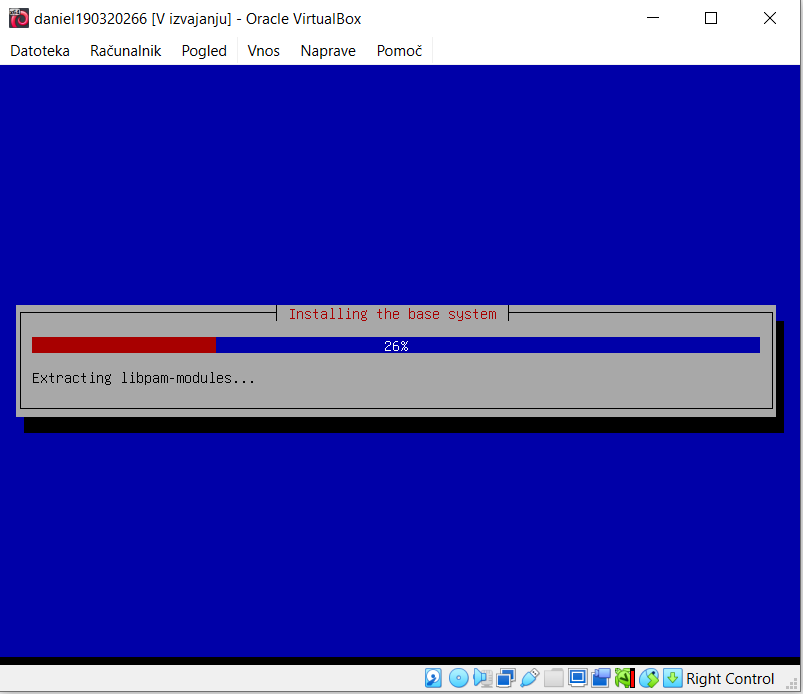 daniel190320266 [V izvajanju] - Oracle VirtualBox
Datoteka Računalnik Pogled Vnos Naprave Pomoč
Installing the base system
26%
Extracting libpam-modules...
Right Control